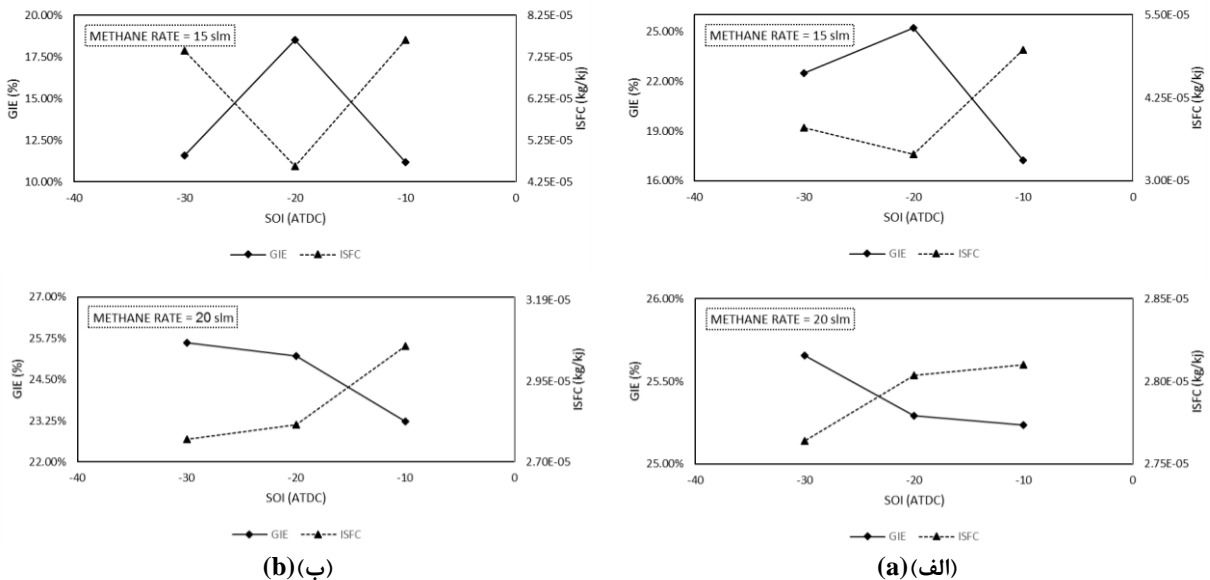 METHANE RATE = 15 slm
GIE (%)
20.00%
17.50%
15.00%
12.50%
10.00%
8.25E-05
7.25E-05
6.25E-05
5.25E-05
4.25E-05
ISFC (kg/kj)
-40 -30 -20 -10 0
SOI (ATDC)
GIE ISFC
METHANE RATE = 15 slm
GIE (%)
25.00%
22.00%
19.00%
16.00%
5.50E-05
4.25E-05
3.00E-05
ISFC (kg/kj)
-40 -30 -20 -10 0
SOI (ATDC)
GIE ISFC
METHANE RATE = 20 slm
GIE (%)
27.00%
25.75%
24.50%
23.25%
22.00%
3.19E-05
2.95E-05
2.70E-05
ISFC (kg/kj)
-40 -30 -20 -10 0
SOI (ATDC)
GIE ISFC
METHANE RATE = 20 slm
GIE (%)
26.00%
25.50%
25.00%
2.85E-05
2.80E-05
2.75E-05
ISFC (kg/kj)
-40 -30 -20 -10 0
SOI (ATDC)
GIE ISFC
(ب) (b)
(الف) (a)